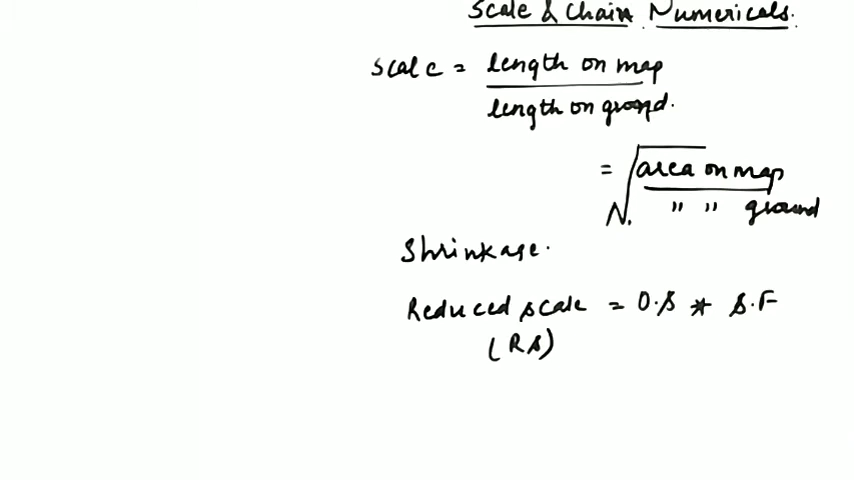 Scale & Chain Numericals.
Scale = length on map
length on ground.
= √ area on map
" " ground
Shrinkage.
Reduced scale = O.S * S.F
(RS)